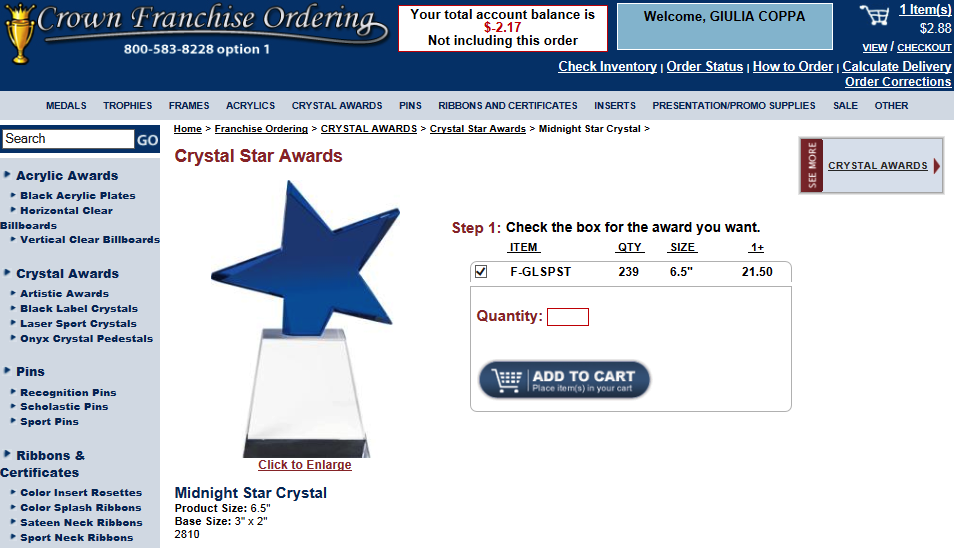 Crown Franchise Ordering
800-583-8228 option 1
Your total account balance is
$-2.17
Not including this order
Welcome, GIULIA COPPA
1 Item(s)
$2.88
VIEW / CHECKOUT
Check Inventory | Order Status | How to Order | Calculate Delivery
Order Corrections
MEDALS TROPHIES FRAMES ACRYLICS CRYSTAL AWARDS PINS RIBBONS AND CERTIFICATES INSERTS PRESENTATION/PROMO SUPPLIES SALE OTHER
Search GO
Acrylic Awards
Black Acrylic Plates
Horizontal Clear
Billboards
Vertical Clear Billboards
Crystal Awards
Artistic Awards
Black Label Crystals
Laser Sport Crystals
Onyx Crystal Pedestals
Pins
Recognition Pins
Scholastic Pins
Sport Pins
Ribbons &
Certificates
Color Insert Rosettes
Color Splash Ribbons
Sateen Neck Ribbons
Sport Neck Ribbons
Home > Franchise Ordering > CRYSTAL AWARDS > Crystal Star Awards > Midnight Star Crystal >
Crystal Star Awards
SEE MORE
CRYSTAL AWARDS
Click to Enlarge
Midnight Star Crystal
Product Size: 6.5"
Base Size: 3" x 2"
2810
Step 1: Check the box for the award you want.
ITEM QTY SIZE 1+
F-GLSPST 239 6.5" 21.50
Quantity:
ADD TO CART
Place item(s) in your cart